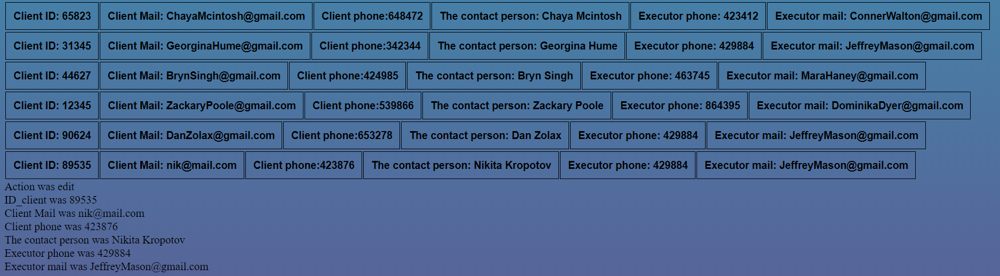 Client ID: 65823 Client Mail: ChayaMcintosh@gmail.com Client phone:648472 The contact person: Chaya Mcintosh Executor phone: 423412 Executor mail: ConnerWalton@gmail.com
Client ID: 31345 Client Mail: GeorginaHume@gmail.com Client phone:342344 The contact person: Georgina Hume Executor phone: 429884 Executor mail: JeffreyMason@gmail.com
Client ID: 44627 Client Mail: BrynSingh@gmail.com Client phone:424985 The contact person: Bryn Singh Executor phone: 463745 Executor mail: MaraHaney@gmail.com
Client ID: 12345 Client Mail: ZackaryPoole@gmail.com Client phone:539866 The contact person: Zackary Poole Executor phone: 864395 Executor mail: DominikaDyer@gmail.com
Client ID: 90624 Client Mail: DanZolax@gmail.com Client phone:653278 The contact person: Dan Zolax Executor phone: 429884 Executor mail: JeffreyMason@gmail.com
Client ID: 89535 Client Mail: nik@mail.com Client phone:423876 The contact person: Nikita Kropotov Executor phone: 429884 Executor mail: JeffreyMason@gmail.com
Action was edit
ID_client was 89535
Client Mail was nik@mail.com
Client phone was 423876
The contact person was Nikita Kropotov
Executor phone was 429884
Executor mail was JeffreyMason@gmail.com